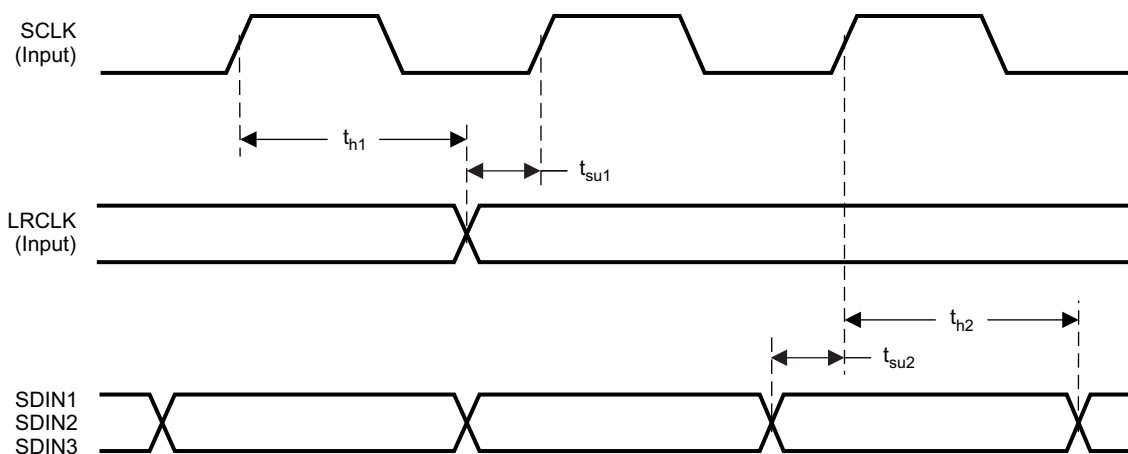 SCLK
(Input)
t_h1
t_su1
LRCLK
(Input)
t_h2
t_su2
SDIN1
SDIN2
SDIN3